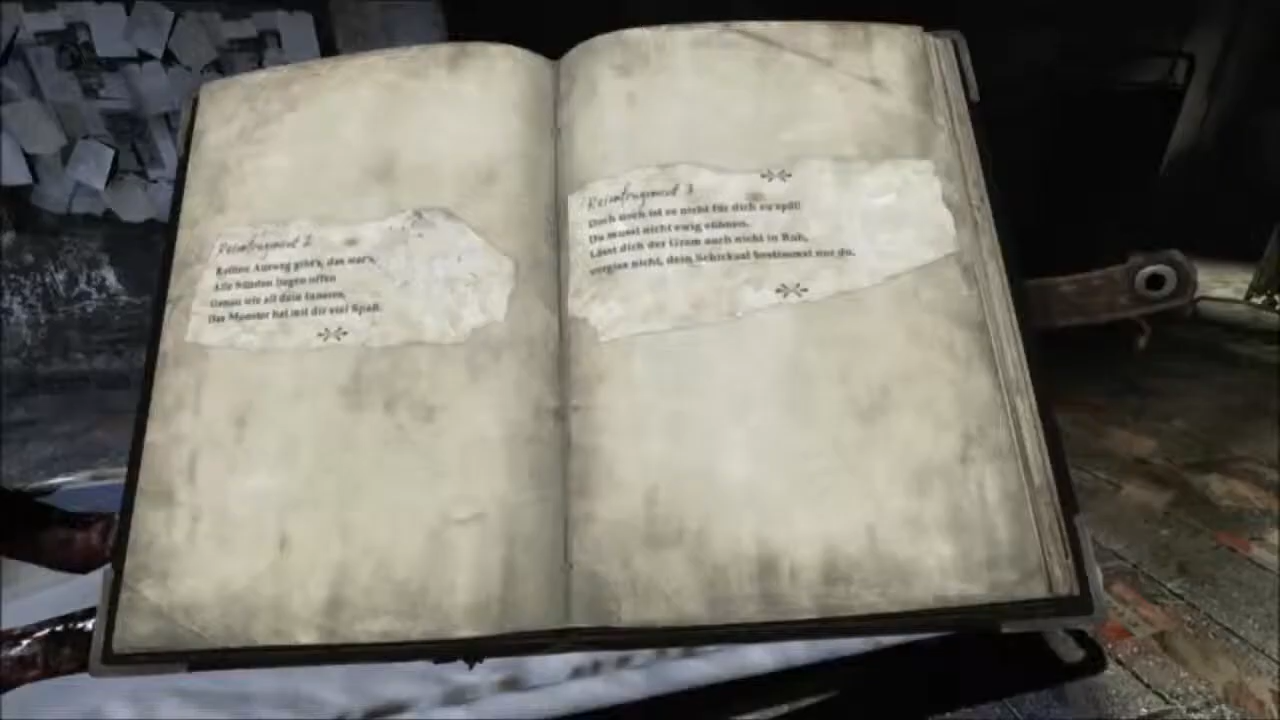 Reimfragment 2
Keinen Ausweg gibt's, das war's,
Alle Sünden liegen offen
Genau wie all dein Inneres,
Das Monster hat mit dir viel Spaß.
Reimfragment 3
Doch noch ist es nicht für dich zu spät!
Du musst nicht ewig sühnen.
Lässt dich der Gram auch nicht in Ruh,
vergiss nicht, dein Schicksal bestimmst nur du.